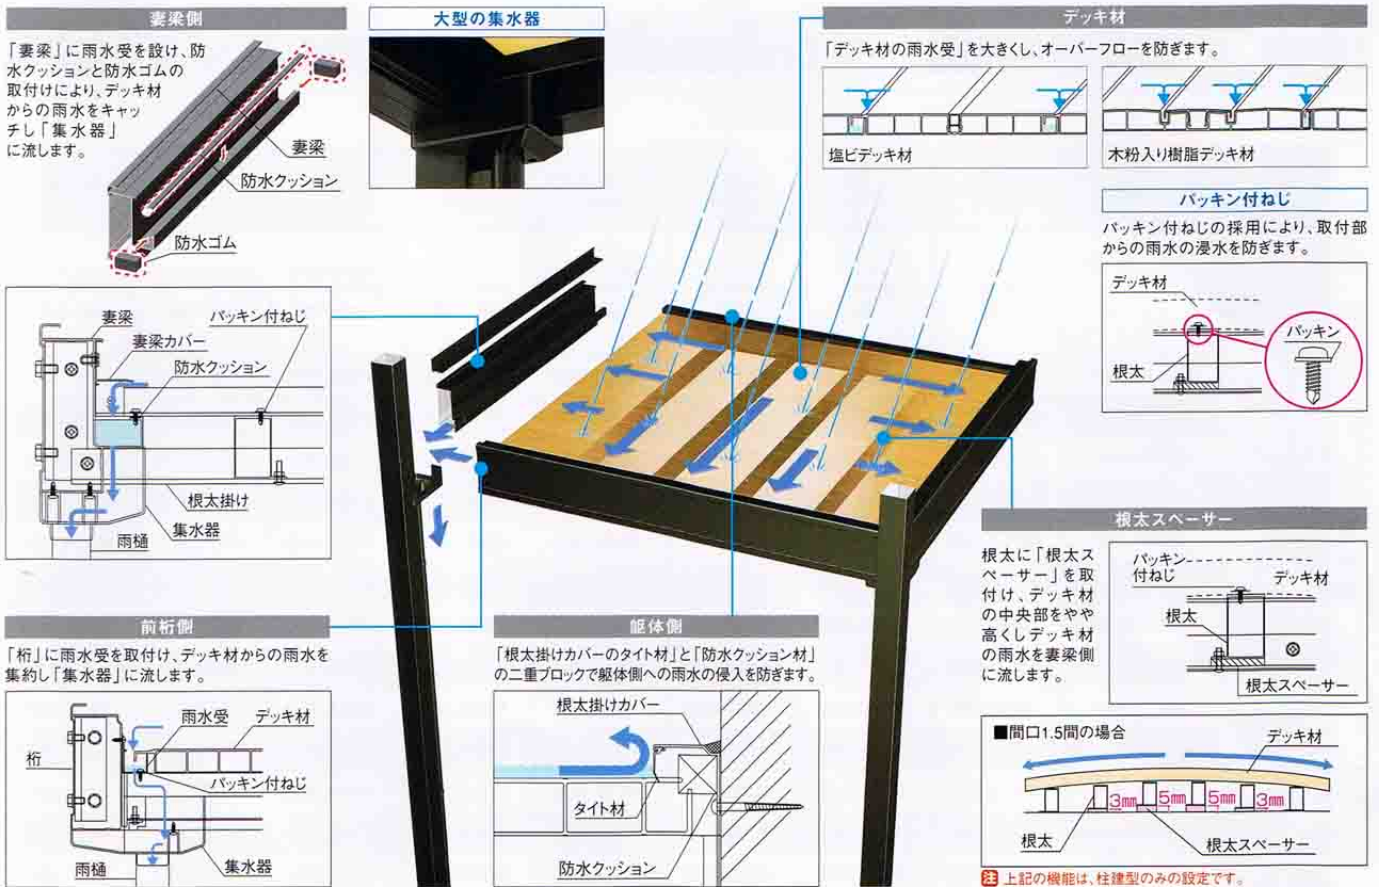 妻梁側
「妻梁」に雨水受を設け、防
水クッションと防水ゴムの
取付けにより、デッキ材
からの雨水をキャッ
チし「集水器」
に流します。
妻梁
防水クッション
防水ゴム
大型の集水器
デッキ材
「デッキ材の雨水受」を大きくし、オーバーフローを防ぎます。
塩ビデッキ材
木粉入り樹脂デッキ材
パッキン付ねじ
パッキン付ねじの採用により、取付部
からの雨水の浸水を防ぎます。
デッキ材
根太
パッキン
妻梁
パッキン付ねじ
妻梁カバー
防水クッション
根太掛け
集水器
雨樋
根太スペーサー
根太に「根太ス
ペーサー」を取
付け、デッキ材
の中央部をやや
高くしデッキ材
の雨水を妻梁側
に流します。
パッキン
付ねじ
デッキ材
根太
根太スペーサー
前桁側
「桁」に雨水受を取付け、デッキ材からの雨水を
集約し「集水器」に流します。
雨水受
デッキ材
桁
パッキン付ねじ
雨樋
集水器
躯体側
「根太掛けカバーのタイト材」と「防水クッション材」
の二重ブロックで躯体側への雨水の侵入を防ぎます。
根太掛けカバー
タイト材
防水クッション
■間口1.5間の場合
デッキ材
3mm 5mm 5mm 3mm
根太
根太スペーサー
注 上記の機能は、柱建型のみの設定です。